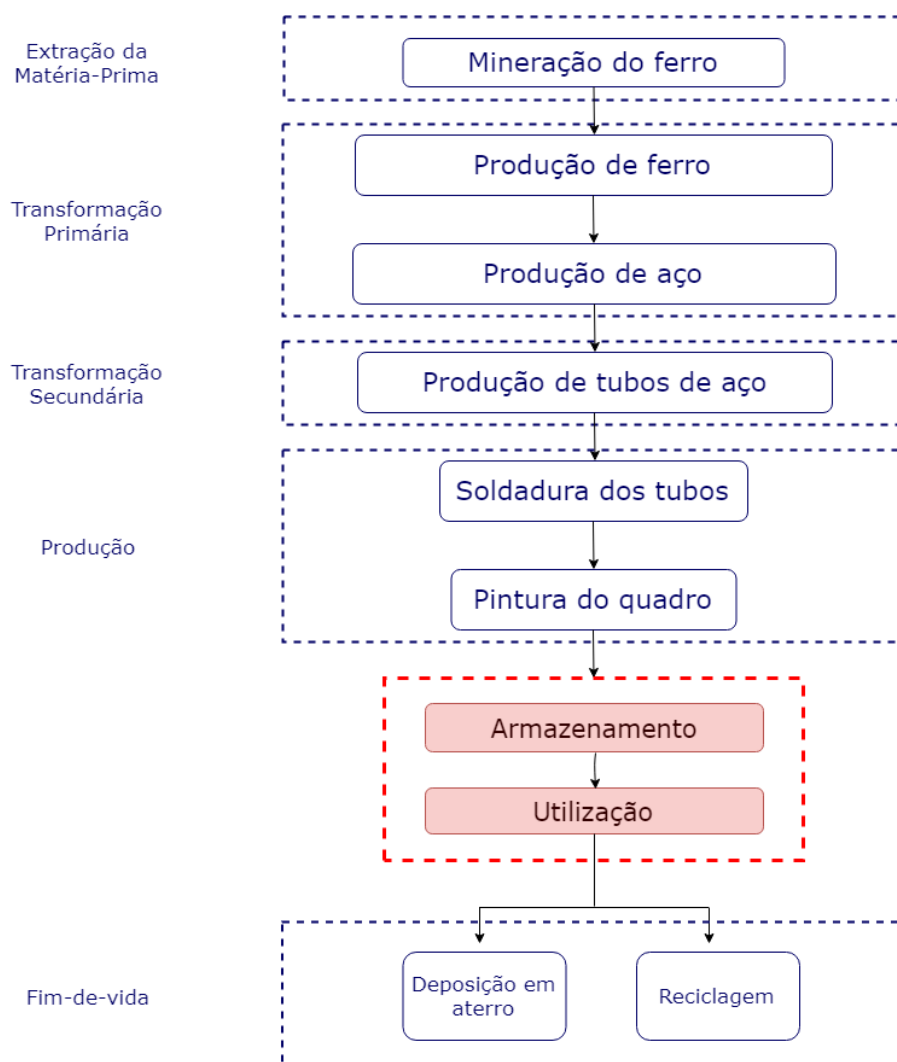 Extração da
Matéria-Prima
Mineração do ferro
Transformação
Primária
Produção de ferro
Produção de aço
Transformação
Secundária
Produção de tubos de aço
Produção
Soldadura dos tubos
Pintura do quadro
Armazenamento
Utilização
Fim-de-vida
Deposição em
aterro
Reciclagem